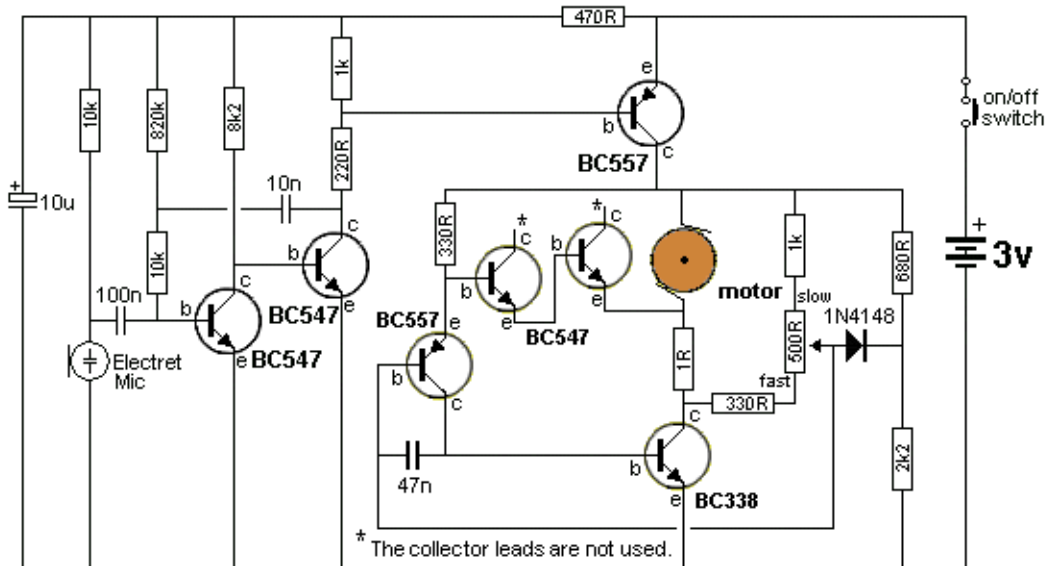 470R
10k
820k
8k2
1k
e
b
c
BC557
on/off
switch
+
10u
10n
220R
c
b
e
BC547
330R
*
c
b
e
*
c
b
e
BC547
motor
1k
680R
+
3v
10k
100n
b
c
e
BC547
Electret
Mic
BC557
e
b
c
1R
slow
500R
fast
1N4148
330R
47n
c
b
e
BC338
2k2
* The collector leads are not used.